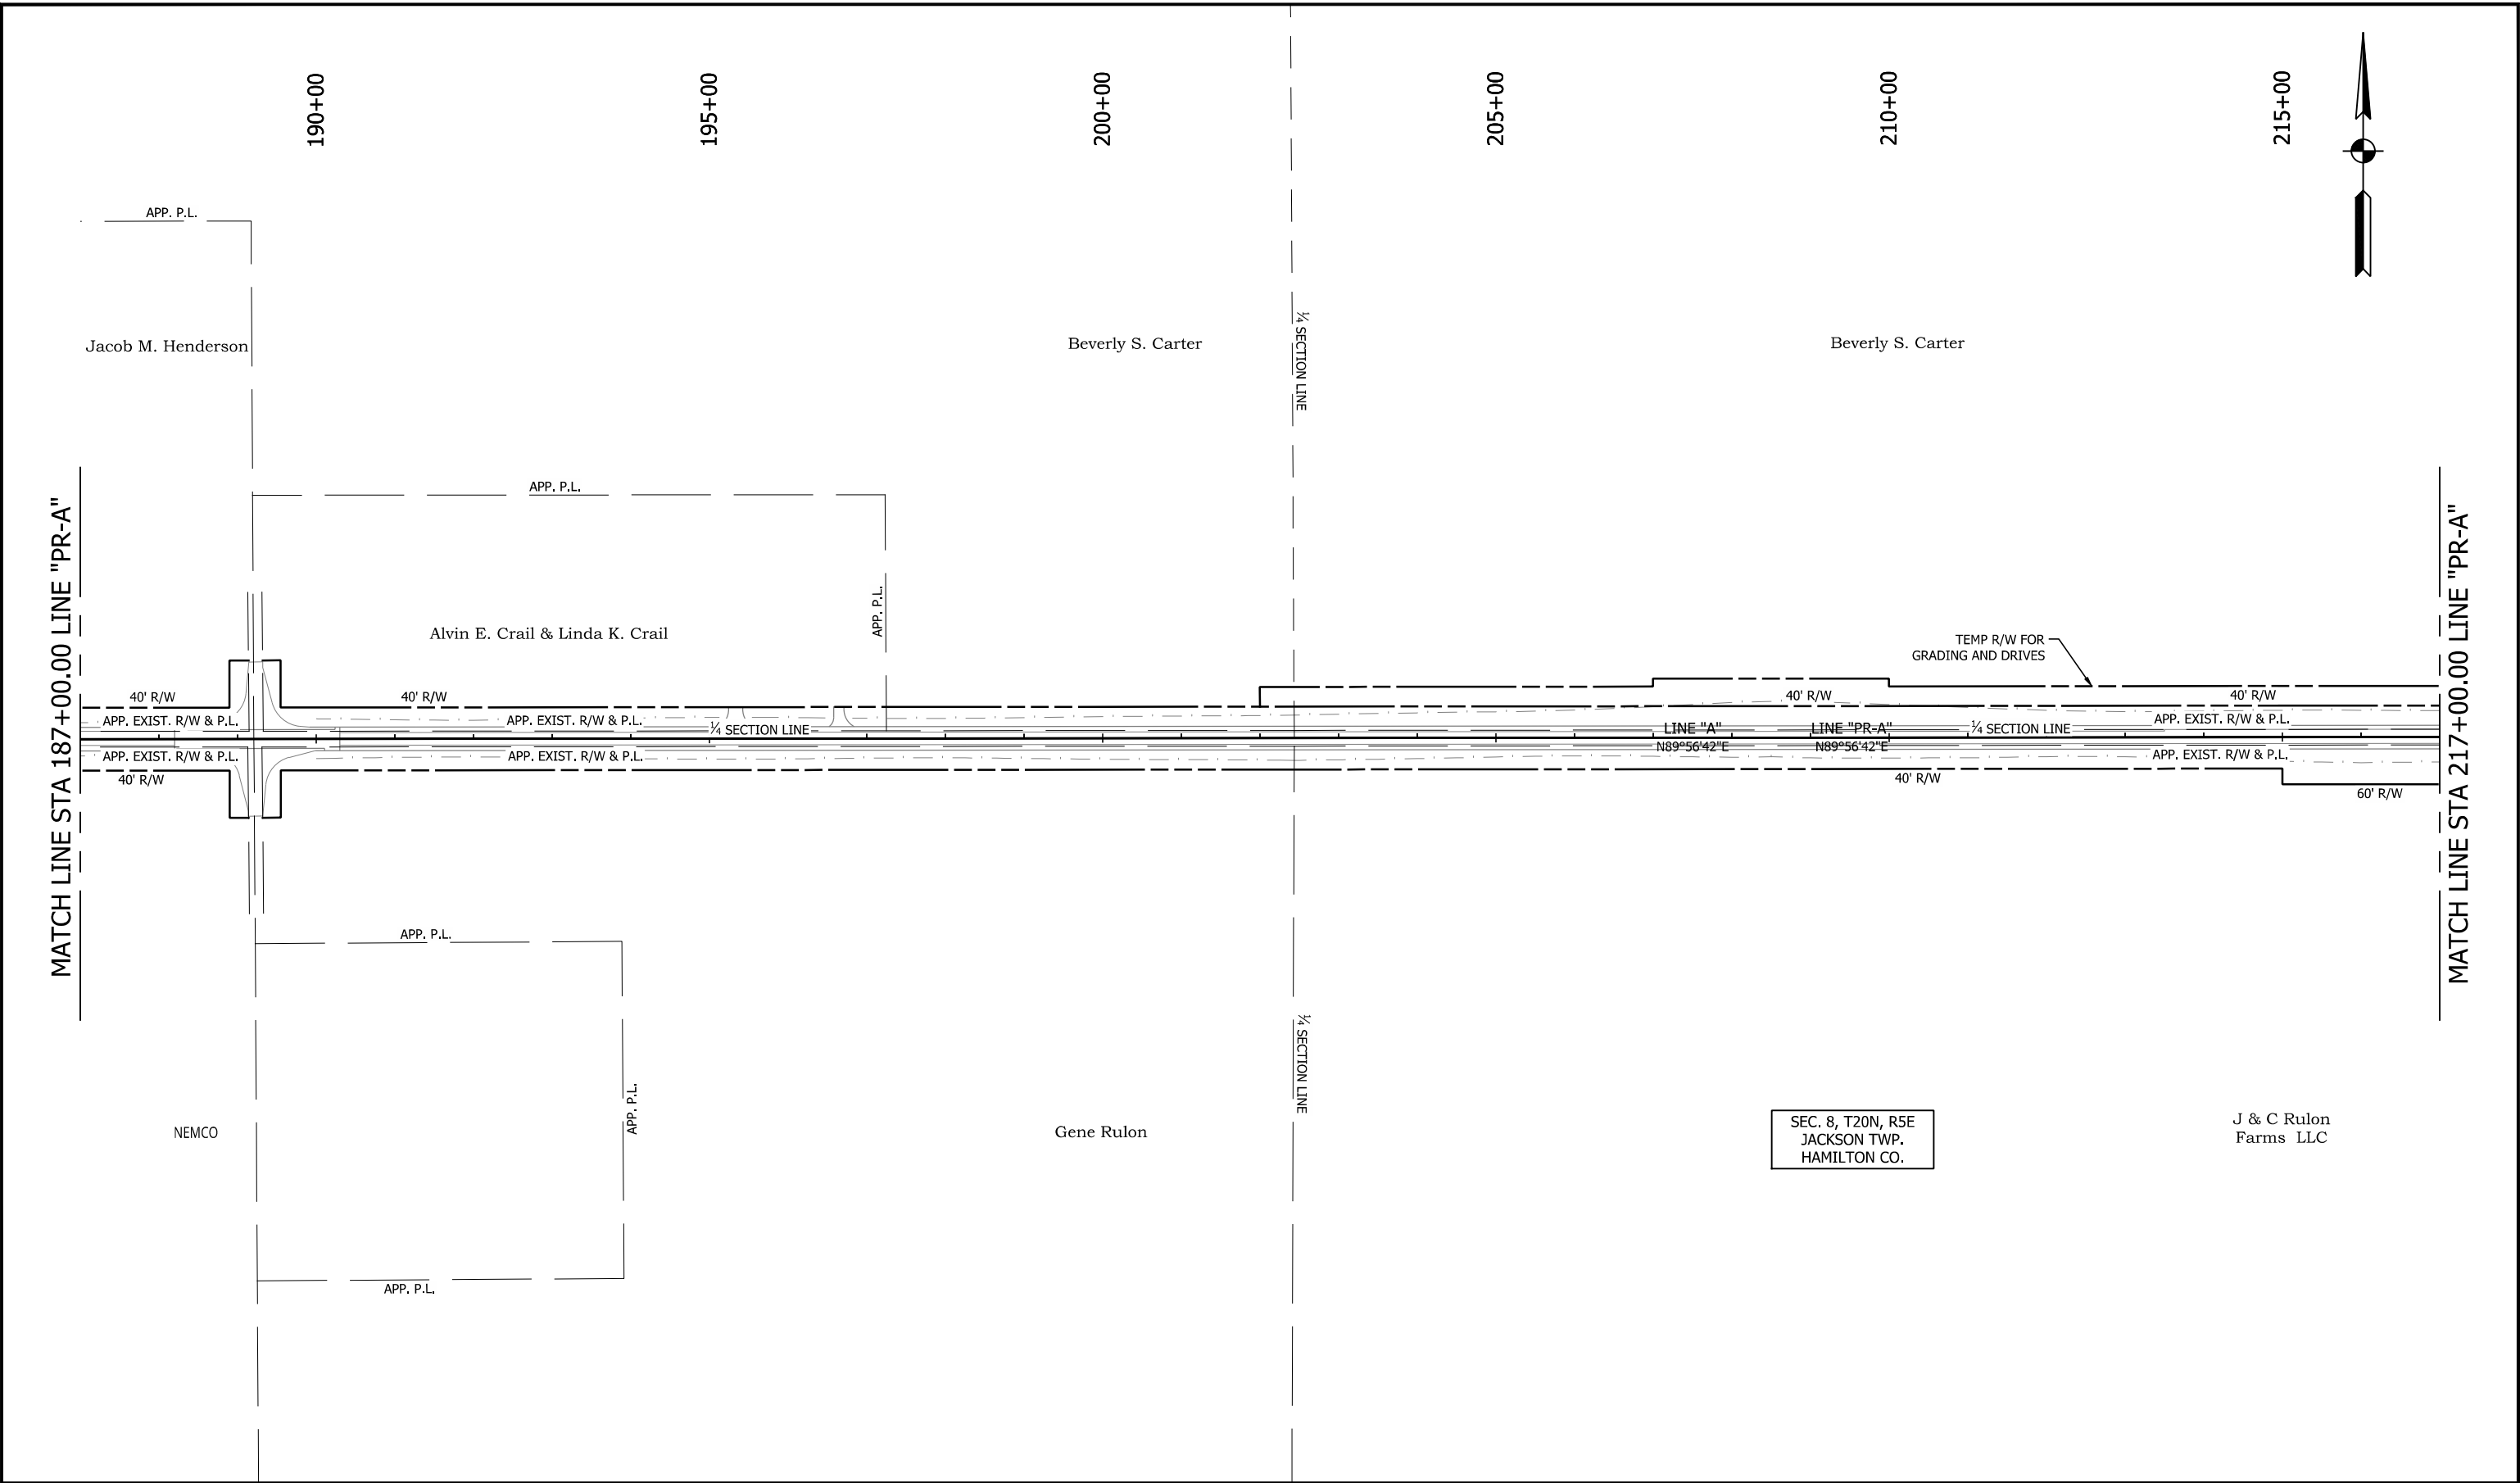 190+00
195+00
200+00
205+00
210+00
215+00
APP. P.L.
Jacob M. Henderson
Beverly S. Carter
¼ SECTION LINE
Beverly S. Carter
APP. P.L.
APP. P.L.
Alvin E. Crail & Linda K. Crail
MATCH LINE STA 187+00.00 LINE "PR-A"
MATCH LINE STA 217+00.00 LINE "PR-A"
TEMP R/W FOR
GRADING AND DRIVES
40' R/W
40' R/W
40' R/W
40' R/W
APP. EXIST. R/W & P.L.
APP. EXIST. R/W & P.L.
¼ SECTION LINE
LINE "A"
LINE "PR-A"
¼ SECTION LINE
APP. EXIST. R/W & P.L.
N89°56'42"E
N89°56'42"E
APP. EXIST. R/W & P.L.
APP. EXIST. R/W & P.L.
APP. EXIST. R/W & P.L.
40' R/W
40' R/W
60' R/W
APP. P.L.
APP. P.L.
¼ SECTION LINE
NEMCO
Gene Rulon
SEC. 8, T20N, R5E
JACKSON TWP.
HAMILTON CO.
J & C Rulon
Farms LLC
APP. P.L.